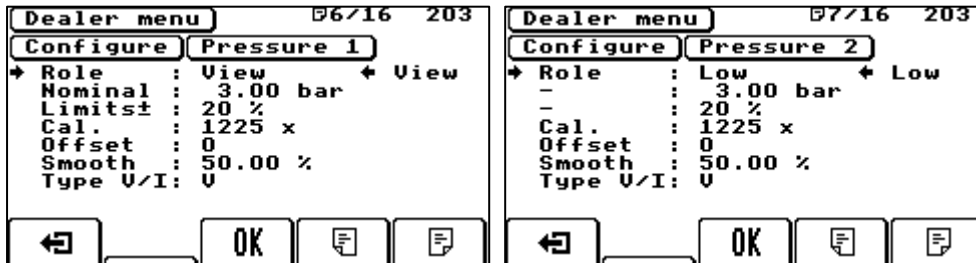 Dealer menu 6/16 203
Configure Pressure 1
Role : View View
Nominal : 3.00 bar
Limits± : 20 %
Cal. : 1225 x
Offset : 0
Smooth : 50.00 %
Type V/I: V
OK
Dealer menu 7/16 203
Configure Pressure 2
Role : Low Low
- : 3.00 bar
- : 20 %
Cal. : 1225 x
Offset : 0
Smooth : 50.00 %
Type V/I: V
OK